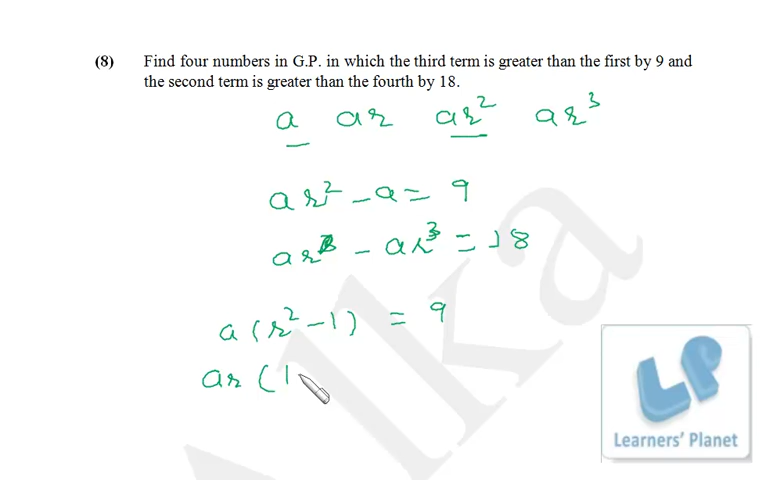 (8) Find four numbers in G.P. in which the third term is greater than the first by 9 and
the second term is greater than the fourth by 18.
a ar ar² ar³
ar² - a = 9
ar - ar³ = 18
a (r² - 1) = 9
ar (1
Alka
LP
Learners' Planet